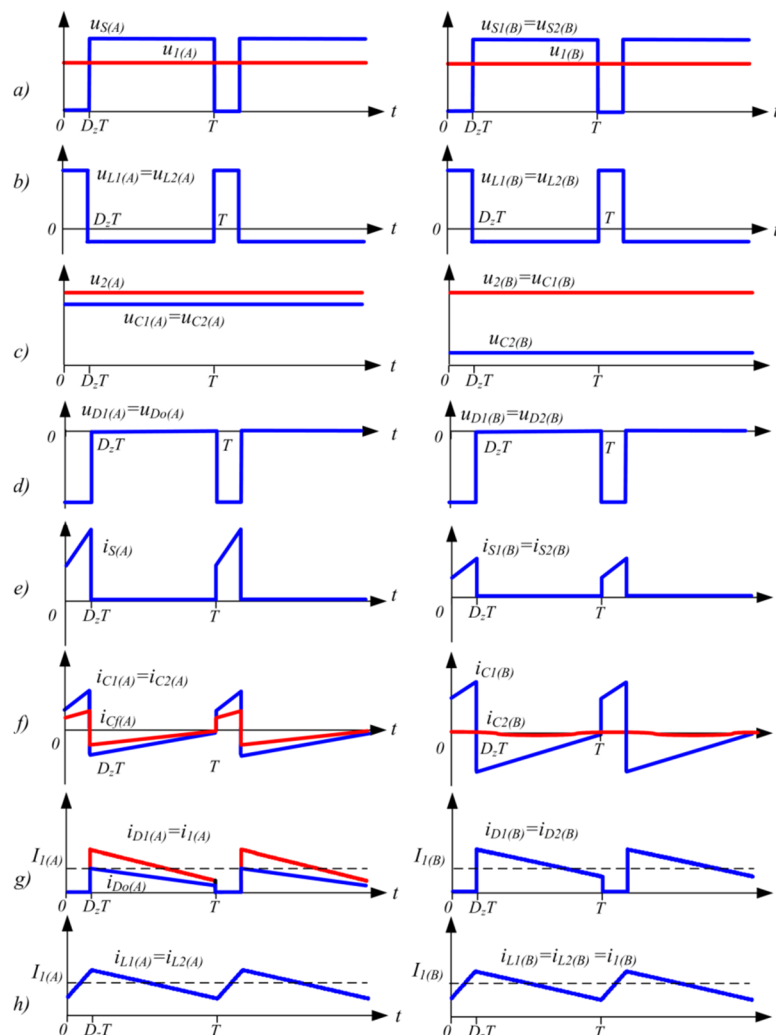 u_S(A)
u_1(A)
a)
0 D_zT T t
u_S1(B)=u_S2(B)
u_1(B)
0 D_zT T t
b)
u_L1(A)=u_L2(A)
0 D_zT T t
u_L1(B)=u_L2(B)
0 D_zT T t
c)
u_2(A)
u_C1(A)=u_C2(A)
0 D_zT T t
u_2(B)=u_C1(B)
u_C2(B)
0 D_zT T t
d)
u_D1(A)=u_Do(A)
0 D_zT T t
u_D1(B)=u_D2(B)
0 D_zT T t
e)
i_S(A)
0 D_zT T t
i_S1(B)=i_S2(B)
0 D_zT T t
f)
i_C1(A)=i_C2(A)
i_Cf(A)
0 D_zT T t
i_C1(B)
i_C2(B)
0 D_zT T t
g)
i_D1(A)=i_1(A)
I_1(A)
i_Do(A)
0 D_zT T t
i_D1(B)=i_D2(B)
I_1(B)
0 D_zT T t
h)
i_L1(A)=i_L2(A)
I_1(A)
0 D_zT T t
i_L1(B)=i_L2(B) =i_1(B)
I_1(B)
0 D_zT T t